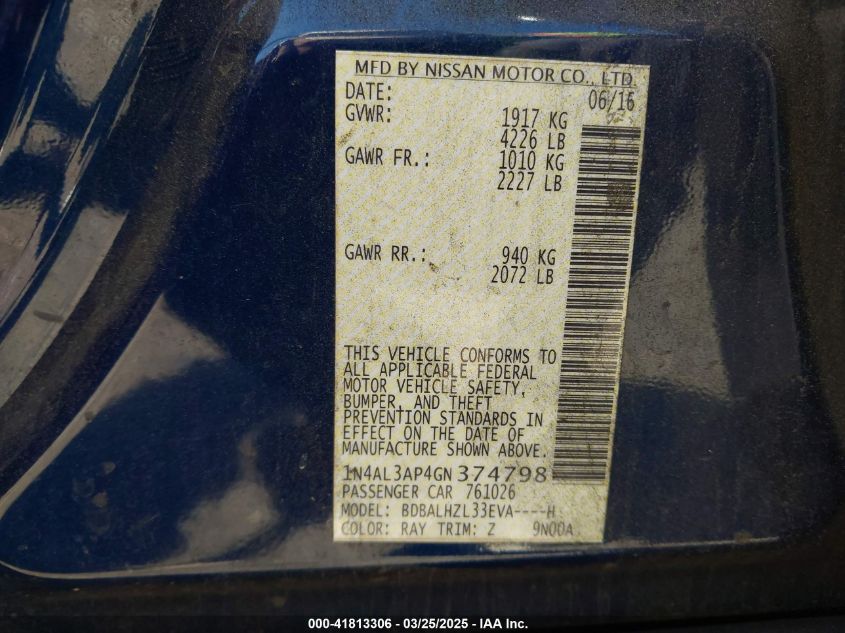 MFD BY NISSAN MOTOR CO., LTD.
DATE: 06/16
GVWR: 1917 KG
4226 LB
GAWR FR.: 1010 KG
2227 LB
GAWR RR.: 940 KG
2072 LB
THIS VEHICLE CONFORMS TO
ALL APPLICABLE FEDERAL
MOTOR VEHICLE SAFETY,
BUMPER, AND THEFT
PREVENTION STANDARDS IN
EFFECT ON THE DATE OF
MANUFACTURE SHOWN ABOVE.
1N4AL3AP4GN374798
PASSENGER CAR 761026
MODEL: BDBALHZL33EVA----H
COLOR: RAY TRIM: Z 9N00A
000-41813306 - 03/25/2025 - IAA Inc.